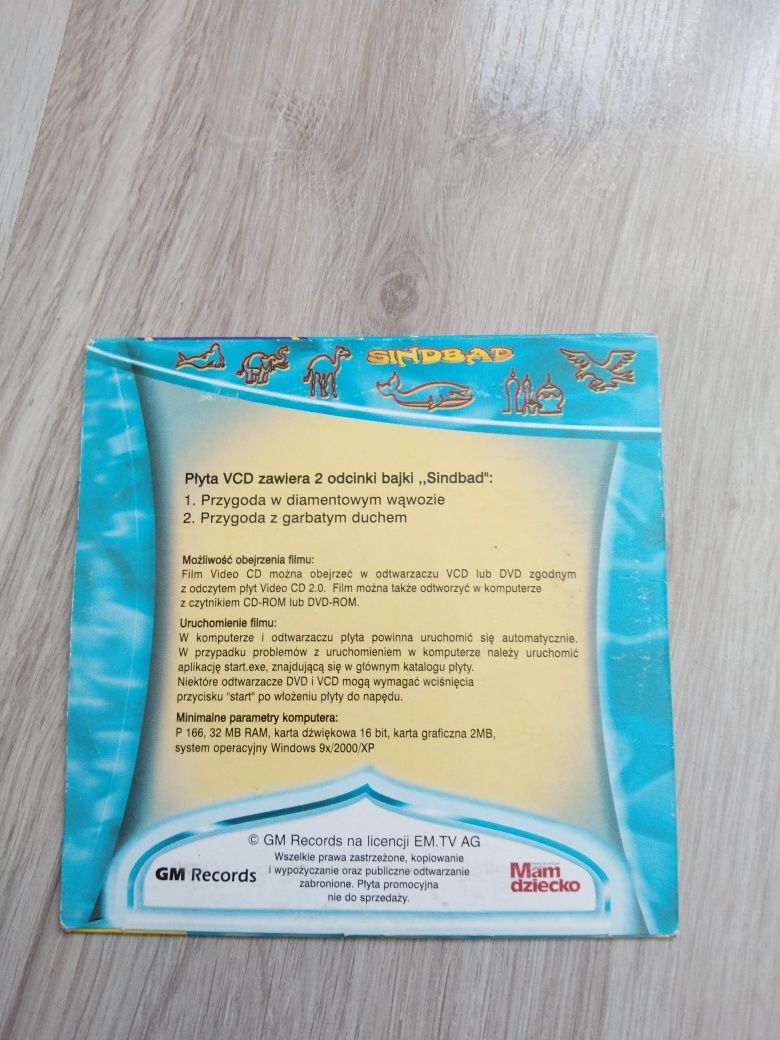 SINDBAD
Płyta VCD zawiera 2 odcinki bajki ,,Sindbad":
1. Przygoda w diamentowym wąwozie
2. Przygoda z garbatym duchem
Możliwość obejrzenia filmu:
Film Video CD można obejrzeć w odtwarzaczu VCD lub DVD zgodnym
z odczytem płyt Video CD 2.0. Film można także odtworzyć w komputerze
z czytnikiem CD-ROM lub DVD-ROM.
Uruchomienie filmu:
W komputerze i odtwarzaczu płyta powinna uruchomić się automatycznie.
W przypadku problemów z uruchomieniem w komputerze należy uruchomić
aplikację start.exe, znajdującą się w głównym katalogu płyty.
Niektóre odtwarzacze DVD i VCD mogą wymagać wciśnięcia
przycisku "start" po włożeniu płyty do napędu.
Minimalne parametry komputera:
P 166, 32 MB RAM, karta dźwiękowa 16 bit, karta graficzna 2MB,
system operacyjny Windows 9x/2000/XP
© GM Records na licencji EM.TV AG
Wszelkie prawa zastrzeżone, kopiowanie
i wypożyczanie oraz publiczne odtwarzanie
zabronione. Płyta promocyjna
nie do sprzedaży.
GM Records
Mam
dziecko